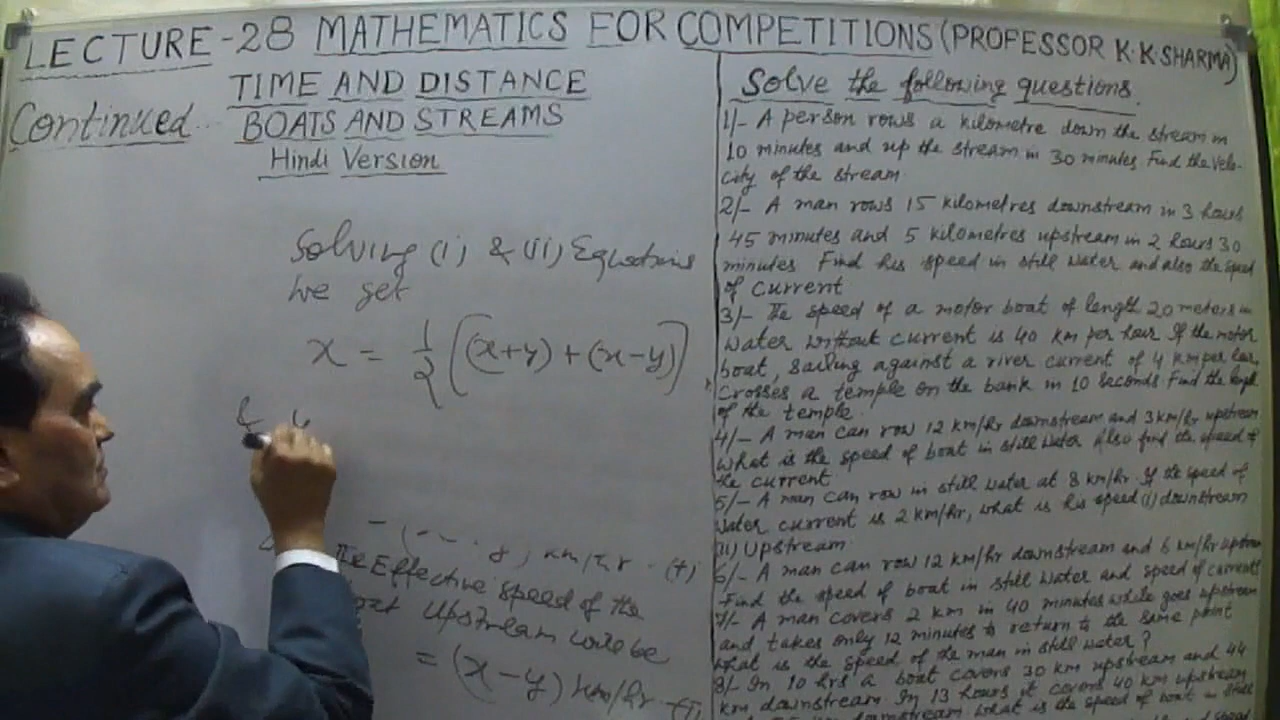 LECTURE-28 MATHEMATICS FOR COMPETITIONS (PROFESSOR K.K.SHARMA)
TIME AND DISTANCE
Continued...
BOATS AND STREAMS
Hindi Version
Solving (i) & (ii) Equations
we get
x = 1/2 ((x+y) + (x-y))
& y
km/hr
The Effective speed of the
Upstream will be
= (x-y) km/hr
Solve the following questions.
1/- A person rows a kilometre down the stream in
10 minutes and up the stream in 30 minutes Find the velo-
city of the stream
2/- A man rows 15 kilometres downstream in 3 hours
45 minutes and 5 kilometres upstream in 2 hours 30
minutes Find his speed in still water and also the speed
of current
3/- The speed of a motor boat of length 20 meters in
water without current is 40 km per hour If the motor
boat, sailing against a river current of 4 km per hour
crosses a temple on the bank in 10 seconds Find the length
of the temple.
4/- A man can row 12 km/hr downstream and 3 km/hr upstream
what is the speed of boat in still water Also find the speed of
the current
5/- A man can row in still water at 8 km/hr. If the speed of
water current is 2 km/hr, what is his speed (i) downstream
(ii) Upstream.
6/- A man can row 12 km/hr downstream and 6 km/hr upstream
Find the speed of boat in still water and speed of current
7/- A man covers 2 km in 40 minutes while goes upstream
and takes only 12 minutes to return to the same point
what is the speed of the man in still water?
8/- In 10 hrs a boat covers 30 km upstream and 44
km downstream. In 13 hours it covers 40 km upstream
km downstream what is the speed of boat in still